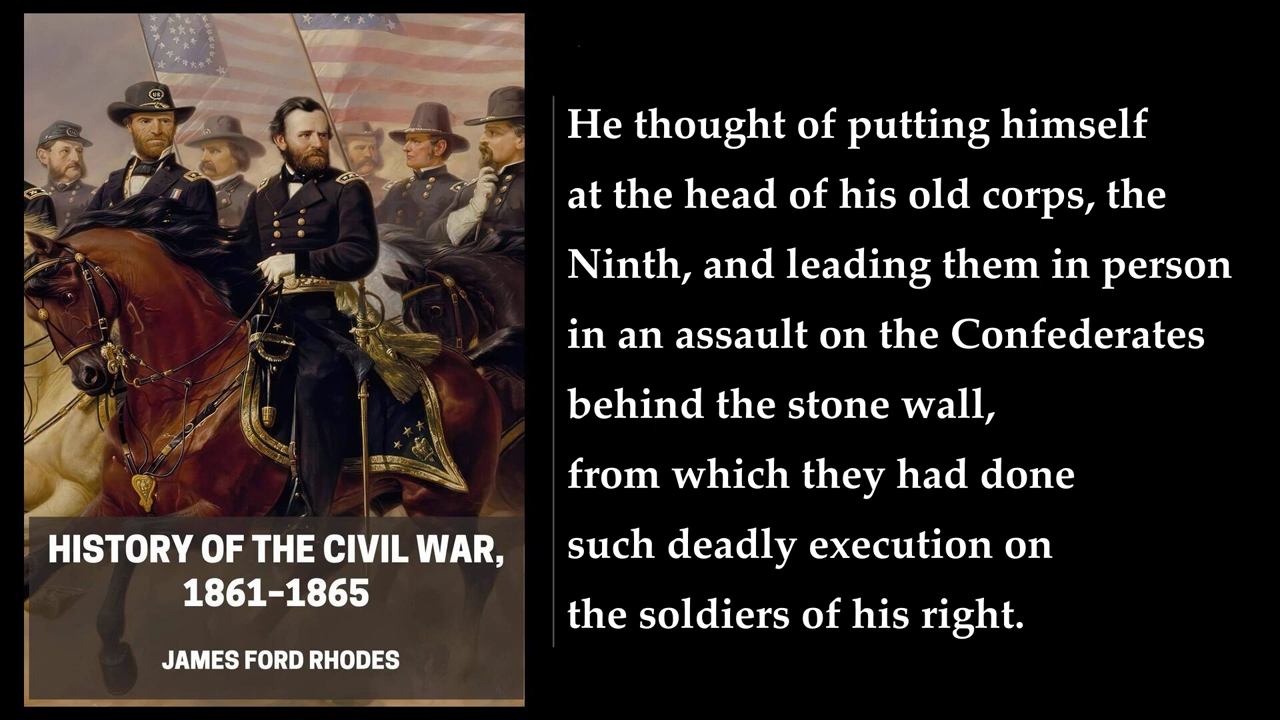 HISTORY OF THE CIVIL WAR,
1861–1865
JAMES FORD RHODES
He thought of putting himself
at the head of his old corps, the
Ninth, and leading them in person
in an assault on the Confederates
behind the stone wall,
from which they had done
such deadly execution on
the soldiers of his right.